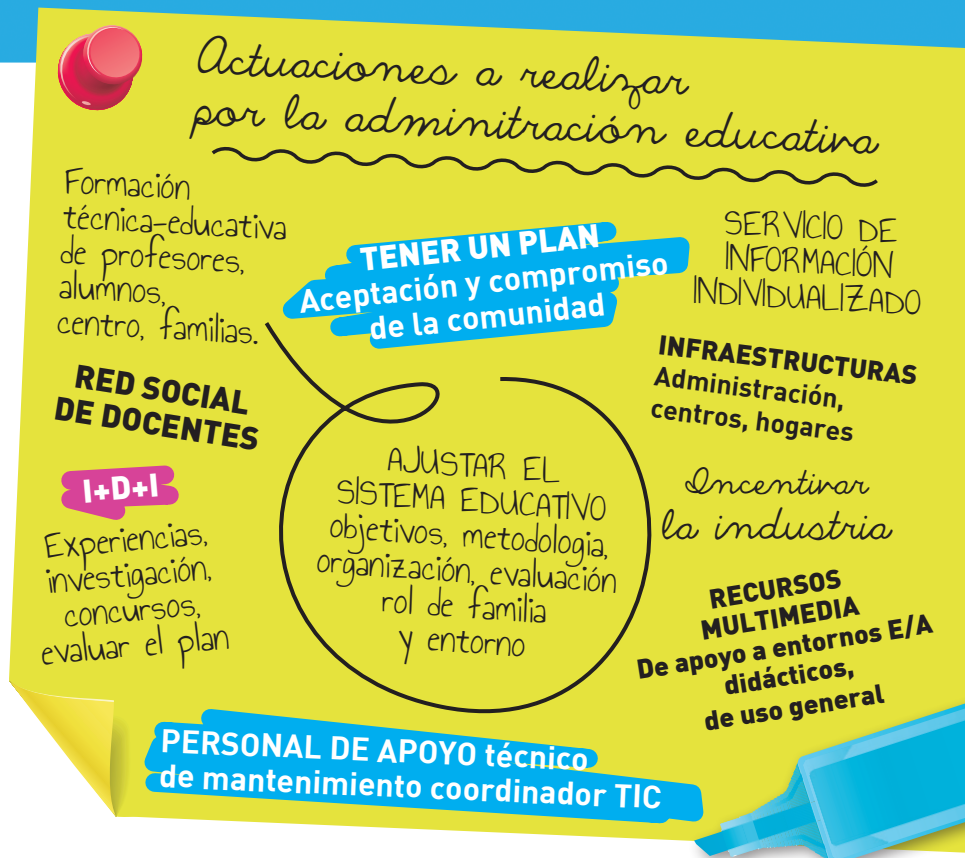 Actuaciones a realizar
por la adminitración educativa
Formación
técnica-educativa
de profesores,
alumnos,
centro, familias.
TENER UN PLAN
Aceptación y compromiso
de la comunidad
SERVICIO DE
INFORMACIÓN
INDIVIDUALIZADO
RED SOCIAL
DE DOCENTES
INFRAESTRUCTURAS
Administración,
centros, hogares
I+D+I
Experiencias,
investigación,
concursos,
evaluar el plan
AJUSTAR EL
SISTEMA EDUCATIVO
objetivos, metodologia,
organización, evaluación
rol de familia
y entorno
Incentivar
la industria
RECURSOS
MULTIMEDIA
De apoyo a entornos E/A
didácticos,
de uso general
PERSONAL DE APOYO técnico
de mantenimiento coordinador TIC